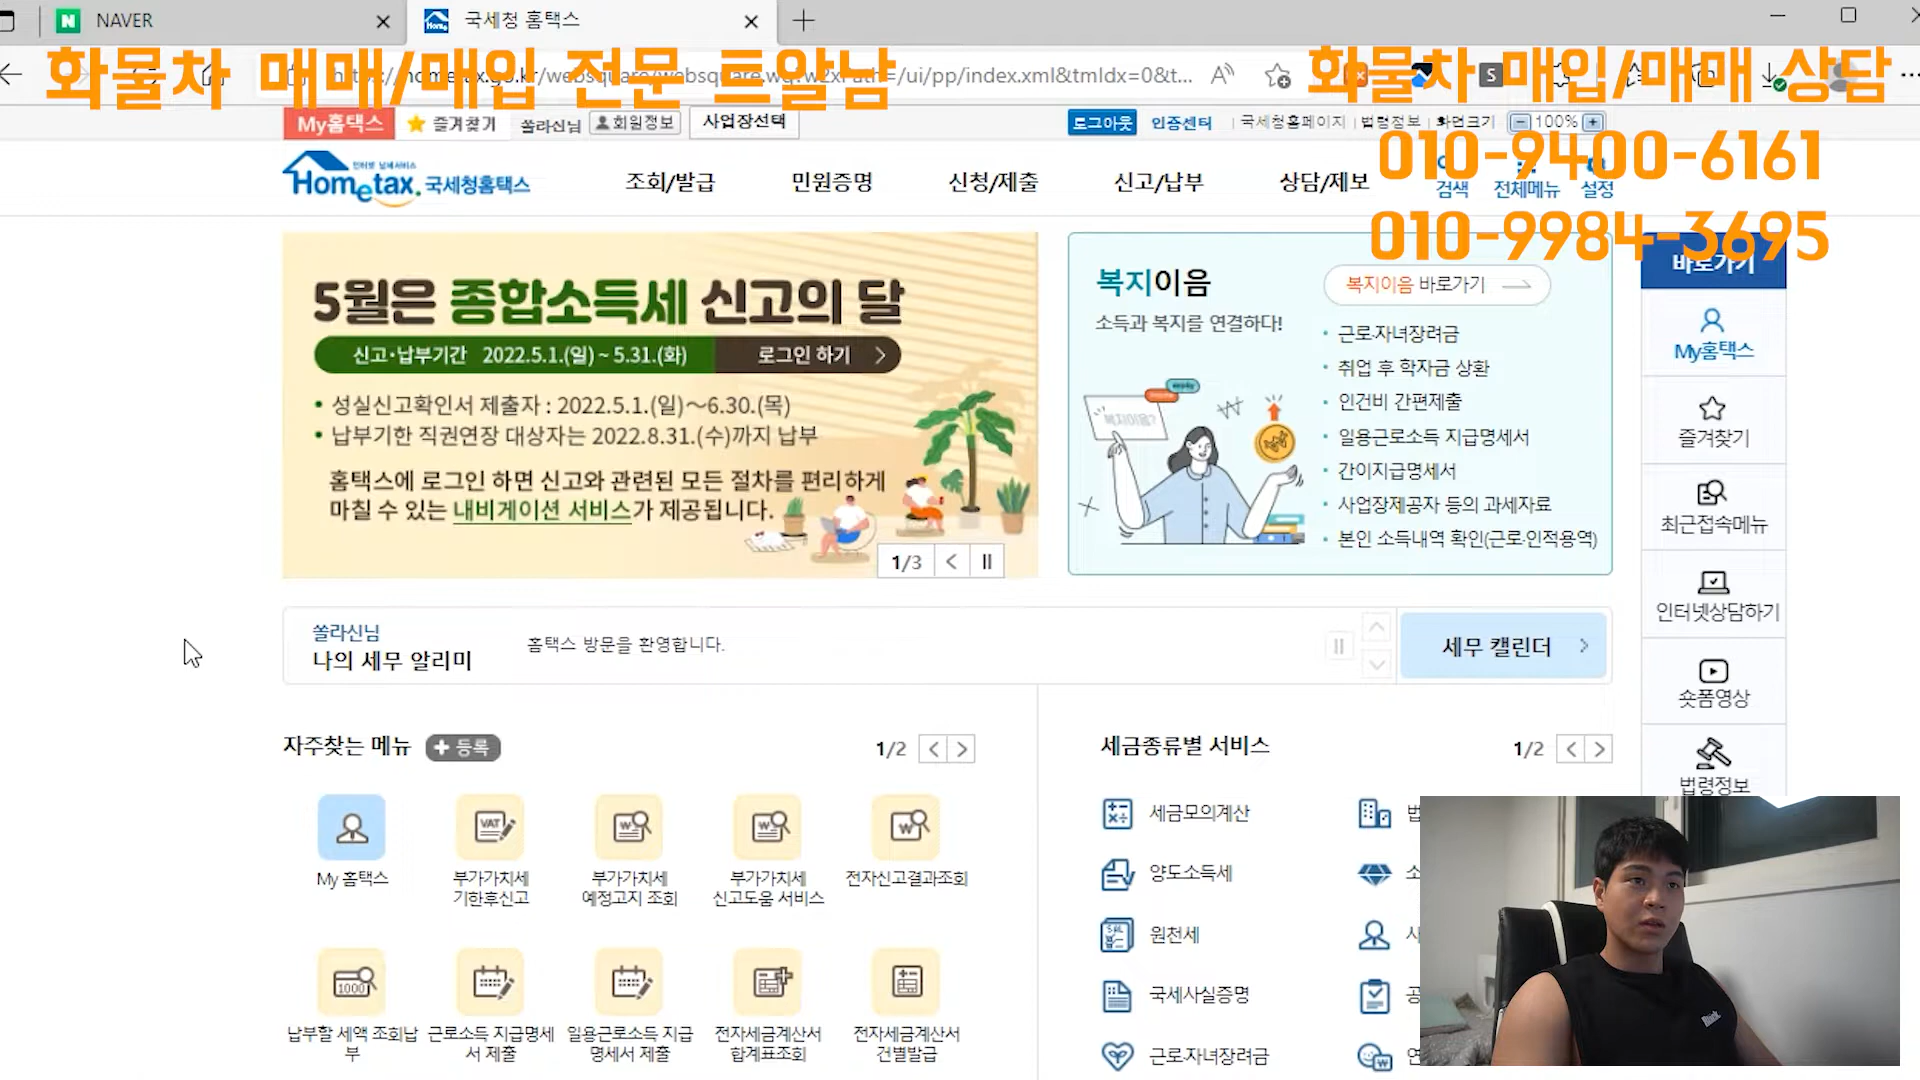 NAVER
국세청 홈택스
화물차 매매/매입 전문 트알남
화물차 매입/매매 상담
010-9400-6161
010-9984-3695
My홈택스
즐겨찾기
쏠라신님
회원정보
사업장선택
로그아웃
인증센터
국세청홈페이지
법령정보
화면크기
100%
인터넷 납세서비스
Hometax. 국세청홈택스
조회/발급
민원증명
신청/제출
신고/납부
상담/제보
검색
전체메뉴
설정
5월은 종합소득세 신고의 달
신고·납부기간 2022.5.1.(일) ~ 5.31.(화)
로그인 하기
• 성실신고확인서 제출자 : 2022.5.1.(일)~6.30.(목)
• 납부기한 직권연장 대상자는 2022.8.31.(수)까지 납부
홈택스에 로그인 하면 신고와 관련된 모든 절차를 편리하게
마칠 수 있는 내비게이션 서비스가 제공됩니다.
1/3
복지이음
복지이음 바로가기
소득과 복지를 연결하다!
복지이음?
• 근로·자녀장려금
• 취업 후 학자금 상환
• 인건비 간편제출
• 일용근로소득 지급명세서
• 간이지급명세서
• 사업장제공자 등의 과세자료
• 본인 소득내역 확인(근로·인적용역)
바로가기
My홈택스
즐겨찾기
최근접속메뉴
인터넷상담하기
숏폼영상
법령정보
쏠라신님
나의 세무 알리미
홈택스 방문을 환영합니다.
세무 캘린더
자주찾는 메뉴
등록
1/2
My 홈택스
부가가치세
기한후신고
부가가치세
예정고지 조회
부가가치세
신고도움 서비스
전자신고결과조회
납부할 세액 조회납
부
근로소득 지급명세
서 제출
일용근로소득 지급
명세서 제출
전자세금계산서
합계표조회
전자세금계산서
건별발급
세금종류별 서비스
1/2
세금모의계산
양도소득세
원천세
국세사실증명
근로·자녀장려금